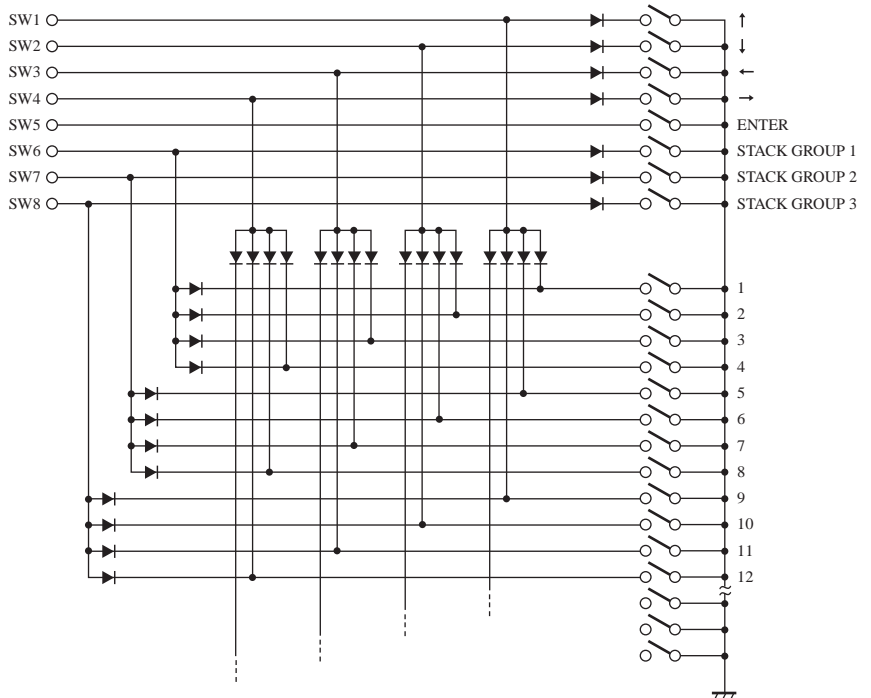 SW1 ↑
SW2 ↓
SW3 ←
SW4 →
SW5 ENTER
SW6 STACK GROUP 1
SW7 STACK GROUP 2
SW8 STACK GROUP 3
1
2
3
4
5
6
7
8
9
10
11
12